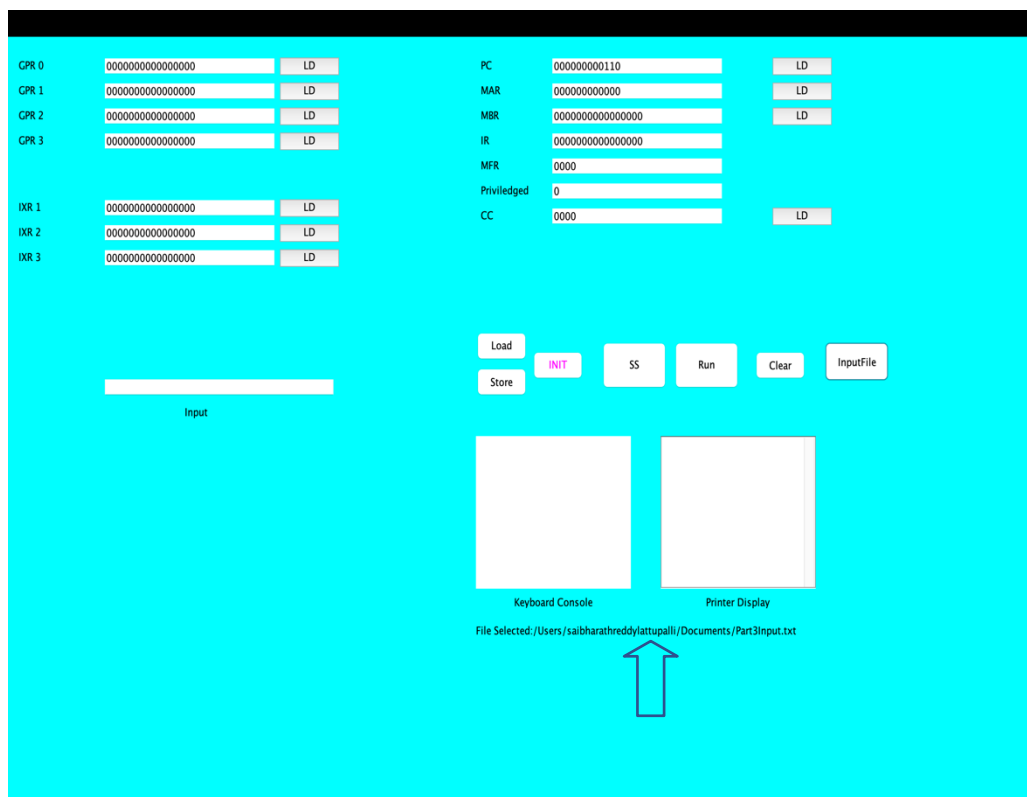 GPR 0 0000000000000000 LD
GPR 1 0000000000000000 LD
GPR 2 0000000000000000 LD
GPR 3 0000000000000000 LD
IXR 1 0000000000000000 LD
IXR 2 0000000000000000 LD
IXR 3 0000000000000000 LD
Input
PC 000000000110 LD
MAR 000000000000 LD
MBR 0000000000000000 LD
IR 0000000000000000
MFR 0000
Priviledged 0
CC 0000 LD
Load
Store
INIT SS Run Clear InputFile
Keyboard Console Printer Display
File Selected:/Users/saibharathreddylattupalli/Documents/Part3Input.txt